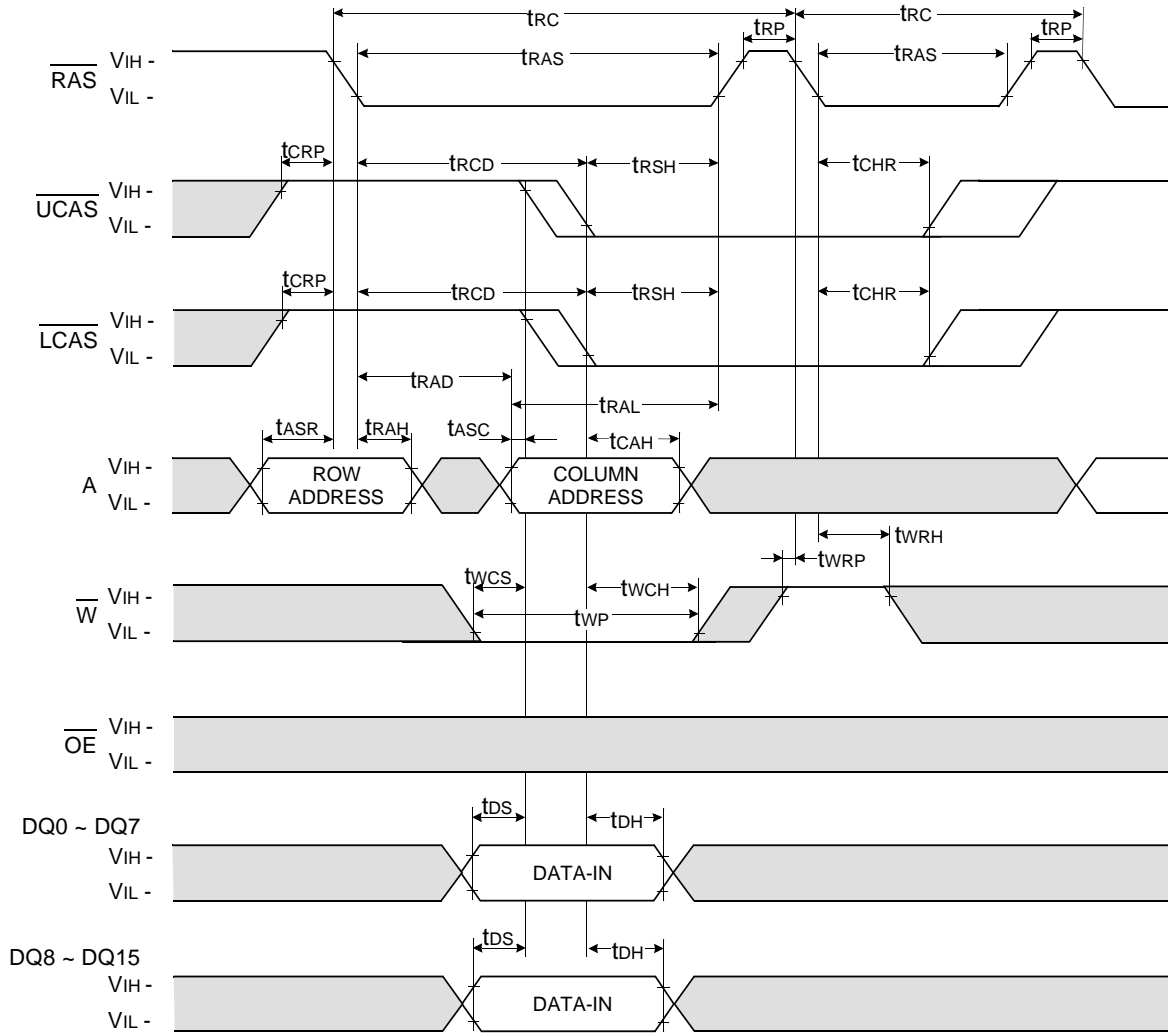 tRC tRC
tRP tRP
tRAS tRAS
RAS VIH -
VIL -
tCRP tRCD tRSH tCHR
UCAS VIH -
VIL -
tCRP tRCD tRSH tCHR
LCAS VIH -
VIL -
tRAD
tRAL
tASR tRAH tASC tCAH
A VIH -
VIL -
ROW
ADDRESS
COLUMN
ADDRESS
tWRH
tWRP
tWCS tWCH
tWP
W VIH -
VIL -
OE VIH -
VIL -
tDS tDH
DQ0 ~ DQ7
VIH -
VIL -
DATA-IN
tDS tDH
DQ8 ~ DQ15
VIH -
VIL -
DATA-IN